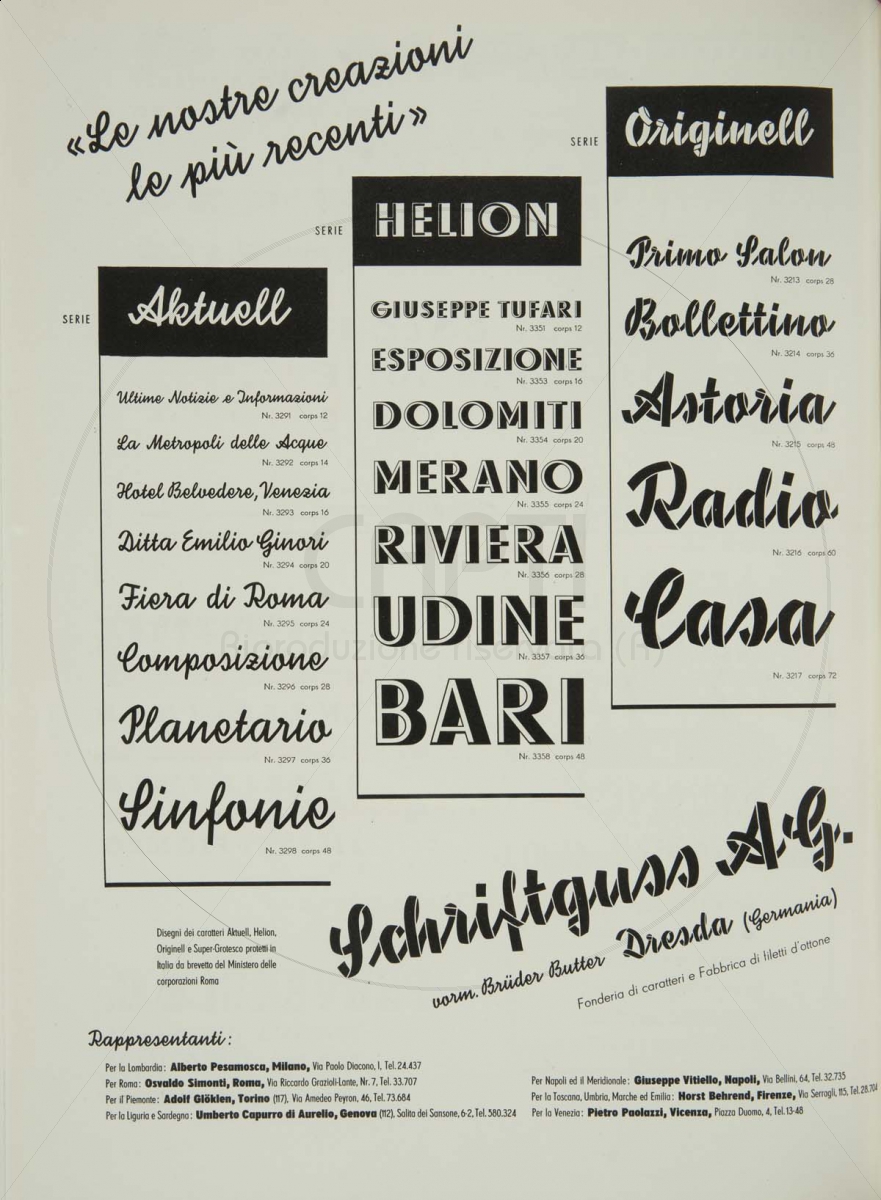 «Le nostre creazioni
le più recenti»
SERIE
Aktuell
Ultime Notizie e Informazioni
Nr. 3291 corps 12
La Metropoli delle Acque
Nr. 3292 corps 14
Hotel Belvedere, Venezia
Nr. 3293 corps 16
Ditta Emilio Ginori
Nr. 3294 corps 20
Fiera di Roma
Nr. 3295 corps 24
Composizione
Nr. 3296 corps 28
Planetario
Nr. 3297 corps 36
Sinfonie
Nr. 3298 corps 48
SERIE
HELION
GIUSEPPE TUFARI
Nr. 3351 corps 12
ESPOSIZIONE
Nr. 3353 corps 16
DOLOMITI
Nr. 3354 corps 20
MERANO
Nr. 3355 corps 24
RIVIERA
Nr. 3356 corps 28
UDINE
Nr. 3357 corps 36
BARI
Nr. 3358 corps 48
SERIE
Originell
Primo Salon
Nr. 3213 corps 28
Bollettino
Nr. 3214 corps 36
Astoria
Nr. 3215 corps 48
Radio
Nr. 3216 corps 60
Casa
Nr. 3217 corps 72
Riproduzione riservata (R)
Schriftguss A.G.
vorm. Brüder Butter Dresda (Germania)
Fonderia di caratteri e Fabbrica di filetti d'ottone
Disegni dei caratteri Aktuell, Helion,
Originell e Super-Grotesco protetti in
Italia da brevetto del Ministero delle
corporazioni Roma
Rappresentanti:
Per la Lombardia: Alberto Pesamosca, Milano, Via Paolo Diacono, 1, Tel. 24.437
Per Roma: Osvaldo Simonti, Roma, Via Riccardo Grazioli-Lante, Nr. 7, Tel. 33.707
Per il Piemonte: Adolf Glöklen, Torino (117), Via Amedeo Peyron, 46, Tel. 73.684
Per la Liguria e Sardegna: Umberto Capurro di Aurelio, Genova (112), Salita dei Sansone, 6-2, Tel. 580.324
Per Napoli ed il Meridionale: Giuseppe Vitiello, Napoli, Via Bellini, 64, Tel. 32.735
Per la Toscana, Umbria, Marche ed Emilia: Horst Behrend, Firenze, Via Serragli, 115, Tel. 28.704
Per la Venezia: Pietro Paolazzi, Vicenza, Piazza Duomo, 4, Tel. 13-48